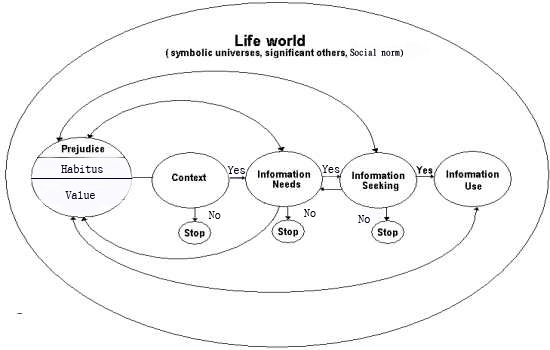 Life world
( symbolic universes, significant others, Social norm)
Prejudice
Habitus
Value
Context
Yes
Information
Needs
Yes
Information
Seeking
Yes
Information
Use
No
Stop
No
Stop
No
Stop